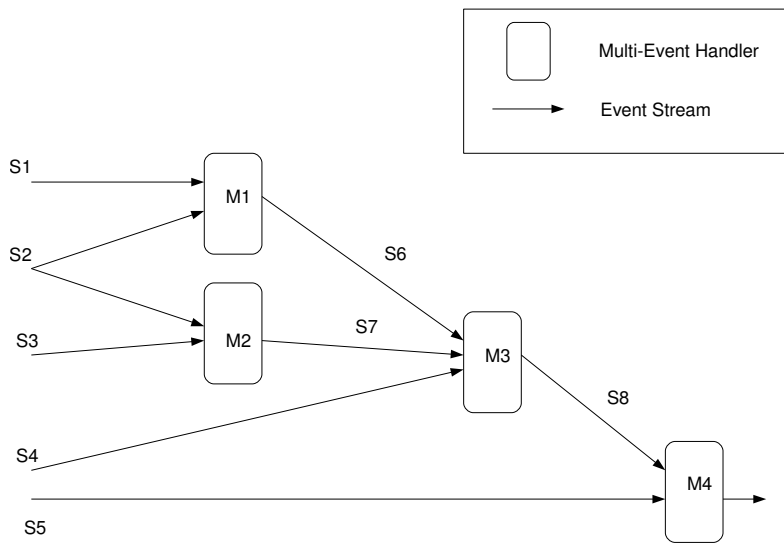 Multi-Event Handler
Event Stream
S1
M1
S2
S6
S3
M2
S7
M3
S8
S4
M4
S5